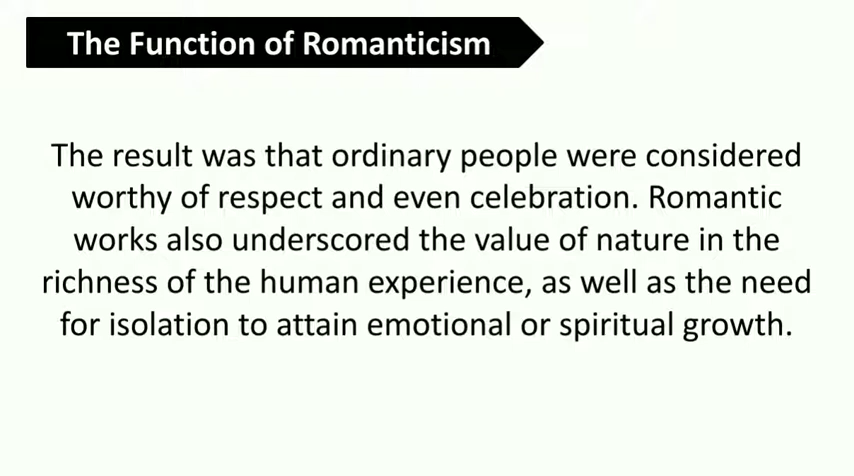 The Function of Romanticism
The result was that ordinary people were considered
worthy of respect and even celebration. Romantic
works also underscored the value of nature in the
richness of the human experience, as well as the need
for isolation to attain emotional or spiritual growth.